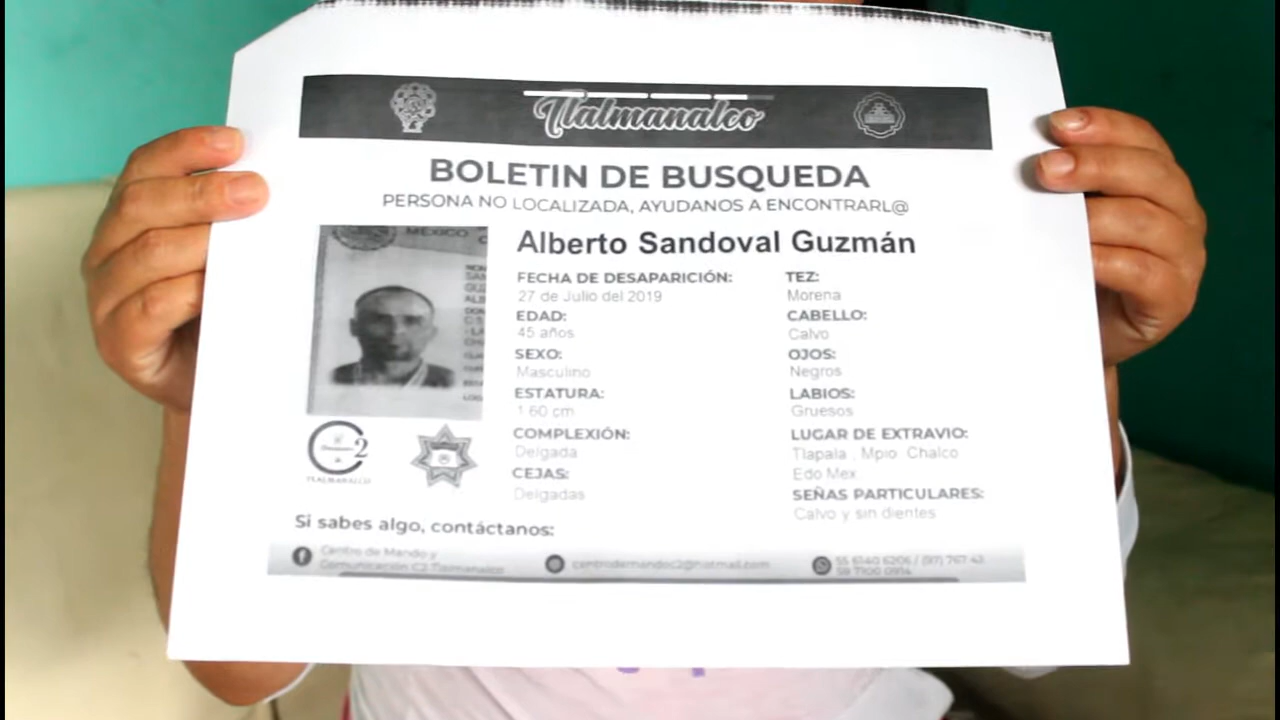 Tlalmanalco
BOLETIN DE BUSQUEDA
PERSONA NO LOCALIZADA, AYUDANOS A ENCONTRARL@
MEXICO
Alberto Sandoval Guzmán
FECHA DE DESAPARICIÓN:
27 de Julio del 2019
EDAD:
45 años
SEXO:
Masculino
ESTATURA:
1.60 cm
COMPLEXIÓN:
Delgada
CEJAS:
Delgadas
TEZ:
Morena
CABELLO:
Calvo
OJOS:
Negros
LABIOS:
Gruesos
LUGAR DE EXTRAVIO:
Tlapala , Mpio Chalco
Edo Mex
SEÑAS PARTICULARES:
Calvo y sin dientes
C2
TLALMANALCO
Si sabes algo, contáctanos:
Centro de Mando y
Comunicación C2 Tlalmanalco
centrodemandoc2@hotmail.com